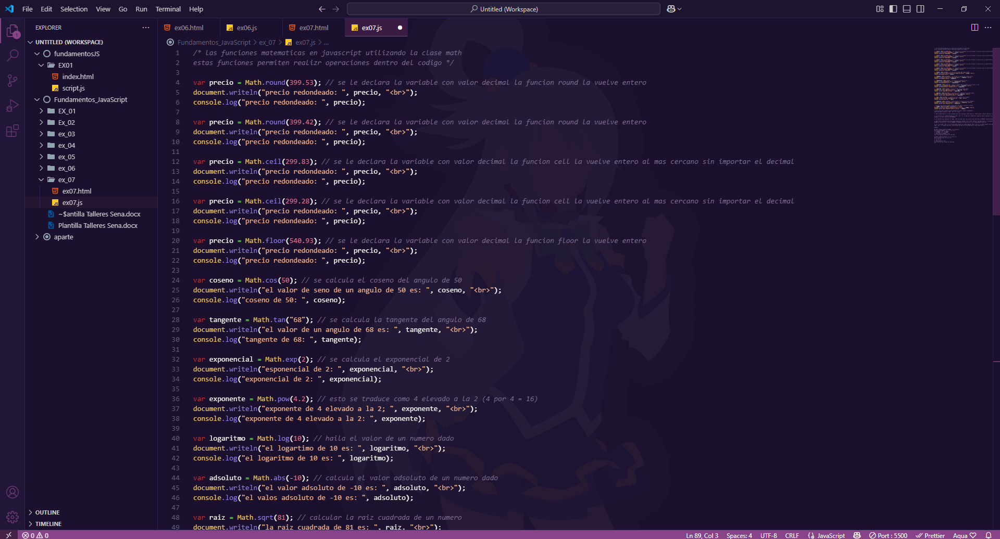 File Edit Selection View Go Run Terminal Help
Untitled (Workspace)
EXPLORER
UNTITLED (WORKSPACE)
fundamentosJS
EX01
index.html
script.js
Fundamentos_JavaScript
EX_01
Ex_02
ex_03
ex_04
ex_05
ex_06
ex_07
ex07.html
ex07.js
~$antilla Talleres Sena.docx
Plantilla Talleres Sena.docx
aparte
OUTLINE
TIMELINE
ex06.html ex06.js ex07.html ex07.js
Fundamentos_JavaScript > ex_07 > ex07.js > ...
1 /* las funciones matematicas en javascript utilizando la clase math
2 estas funciones permiten realizr operaciones dentro del codigo */
3
4 var precio = Math.round(399.53); // se le declara la variable con valor decimal la funcion round la vuelve entero
5 document.writeln("precio redondeado: ", precio, "<br>");
6 console.log("precio redondeado: ", precio);
7
8 var precio = Math.round(399.42); // se le declara la variable con valor decimal la funcion round la vuelve entero
9 document.writeln("precio redondeado: ", precio, "<br>");
10 console.log("precio redondeado: ", precio);
11
12 var precio = Math.ceil(299.83); // se le declara la variable con valor decimal la funcion cell la vuelve entero al mas cercano sin importar el decimal
13 document.writeln("precio redondeado: ", precio, "<br>");
14 console.log("precio redondeado: ", precio);
15
16 var precio = Math.ceil(299.28); // se le declara la variable con valor decimal la funcion cell la vuelve entero al mas cercano sin importar el decimal
17 document.writeln("precio redondeado: ", precio, "<br>");
18 console.log("precio redondeado: ", precio);
19
20 var precio = Math.floor(540.93); // se le declara la variable con valor decimal la funcion floor la vuelve entero
21 document.writeln("precio redondeado: ", precio, "<br>");
22 console.log("precio redondeado: ", precio);
23
24 var coseno = Math.cos(50); // se calcula el coseno del angulo de 50
25 document.writeln("el valor de seno de un angulo de 50 es: ", coseno, "<br>");
26 console.log("coseno de 50: ", coseno);
27
28 var tangente = Math.tan("68"); // se calcula la tangente del angulo de 68
29 document.writeln("el valor de un angulo de 68 es: ", tangente, "<br>");
30 console.log("tangente de 68: ", tangente);
31
32 var exponencial = Math.exp(2); // se calcula el exponencial de 2
33 document.writeln("esponencial de 2: ", exponencial, "<br>");
34 console.log("exponencial de 2: ", exponencial);
35
36 var exponente = Math.pow(4.2); // esto se traduce como 4 elevado a la 2 (4 por 4 = 16)
37 document.writeln("exponente de 4 elevado a la 2; ", exponente, "<br>");
38 console.log("exponente de 4 elevado a la 2: ", exponente);
39
40 var logaritmo = Math.log(10); // haila el valor de un numero dado
41 document.writeln("el logartimo de 10 es: ", logaritmo, "<br>");
42 console.log("el logaritmo de 10 es: ", logaritmo);
43
44 var adsoluto = Math.abs(-10); // calcula el valor adsoluto de un numero dado
45 document.writeln("el valor adsoluto de -10 es: ", adsoluto, "<br>");
46 console.log("el valos adsoluto de -10 es: ", adsoluto);
47
48 var raiz = Math.sqrt(81); // calcular la raiz cuadrada de un numero
49 document.writeln("la raiz cuadrada de 81 es: ", raiz, "<br>");
0 0 Ln 89, Col 3 Spaces: 4 UTF-8 CRLF JavaScript Port : 5500 Prettier Aqua